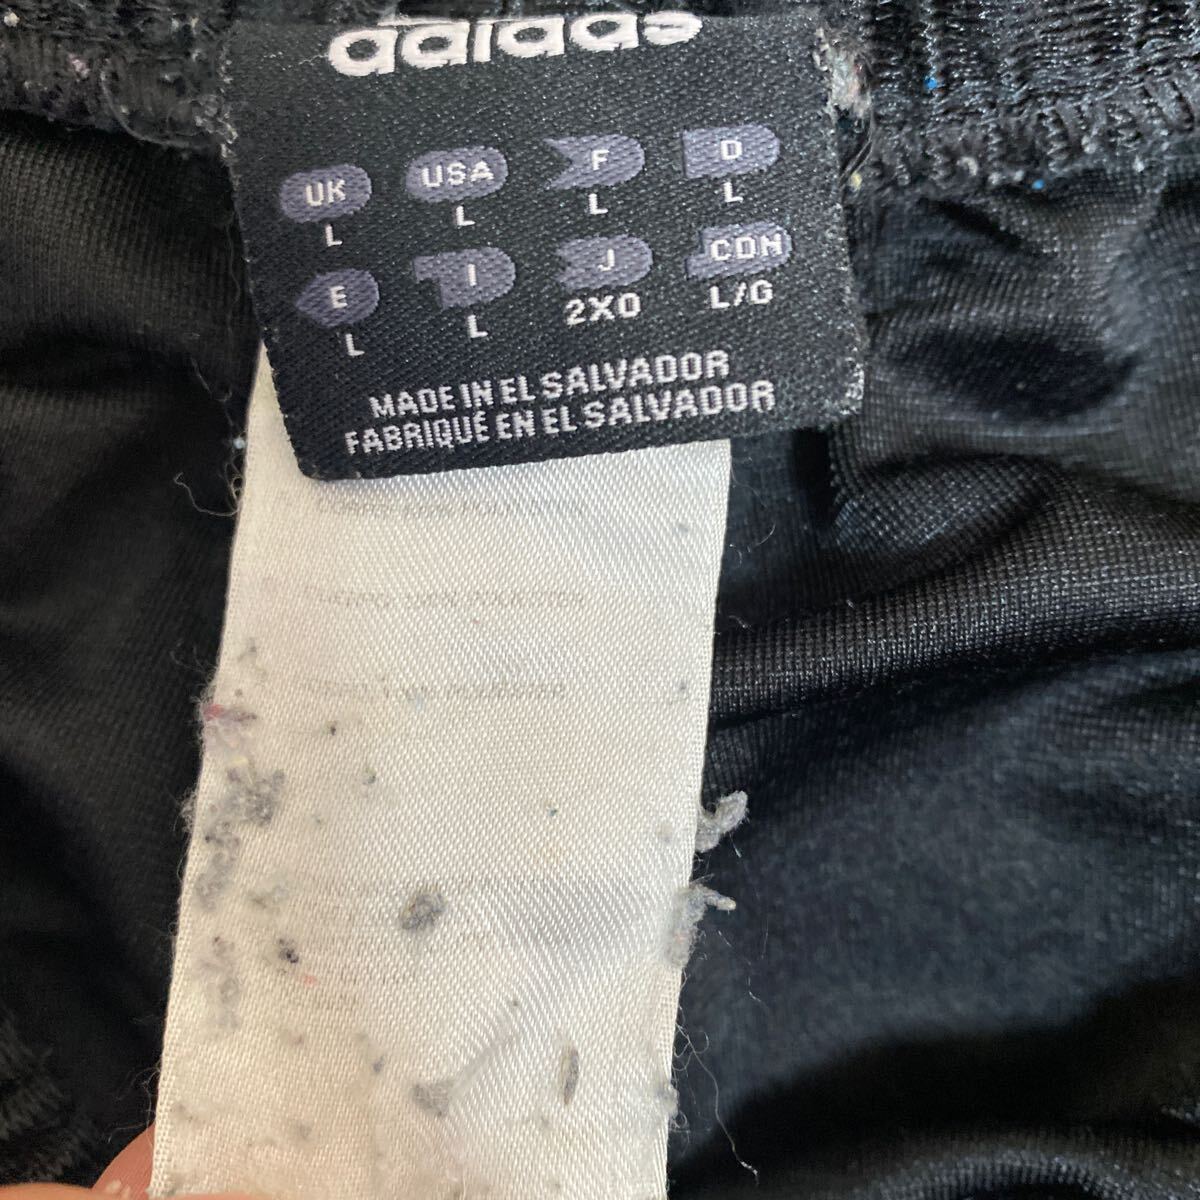 adidas
UK USA F D
L L L L
E I J CDN
L L 2XO L/G
MADE IN EL SALVADOR
FABRIQUÉ EN EL SALVADOR